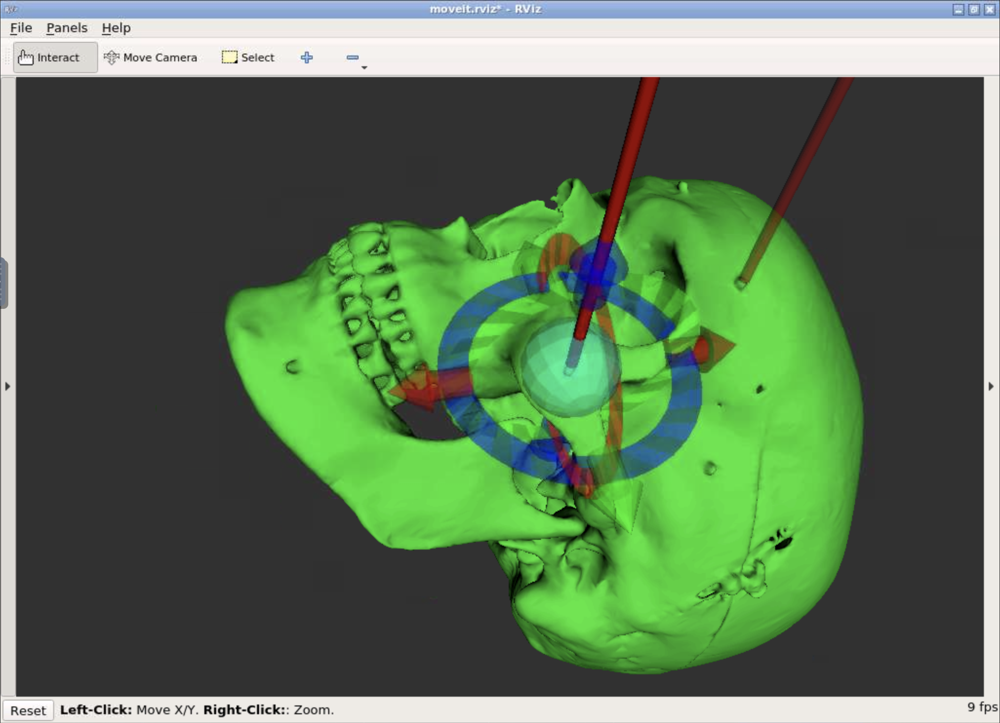 RViz
moveit.rviz* - RViz
File Panels Help
Interact Move Camera Select
Reset Left-Click: Move X/Y. Right-Click:: Zoom. 9 fps